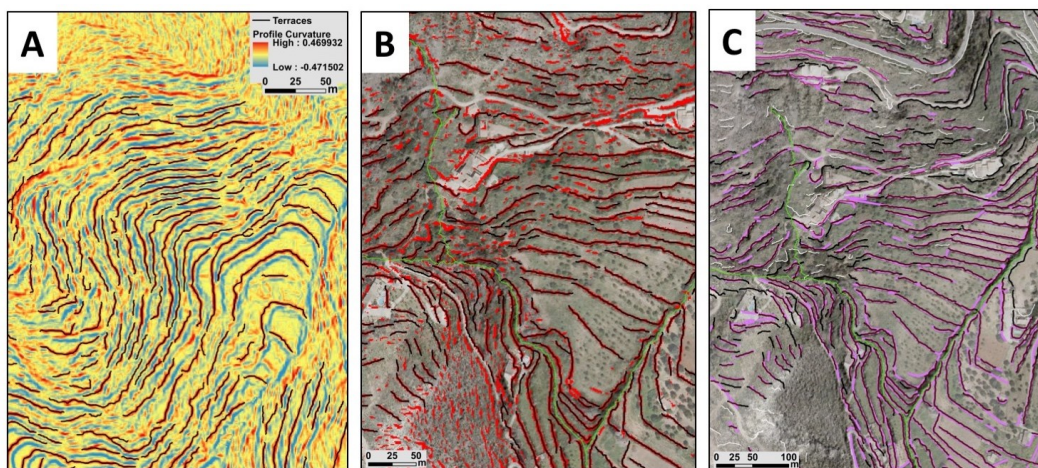 A
Terraces
Profile Curvature
High : 0.469932
Low : -0.471502
0 25 50
m
B
0 25 50
m
C
0 25 50 100
m